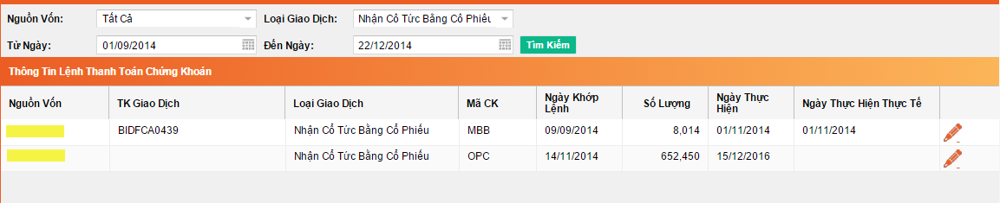 Nguồn Vốn: Tất Cả Loại Giao Dịch: Nhận Cổ Tức Bằng Cổ Phiếu
Từ Ngày: 01/09/2014 Đến Ngày: 22/12/2014 Tìm Kiếm
Thông Tin Lệnh Thanh Toán Chứng Khoán
Nguồn Vốn TK Giao Dịch Loại Giao Dịch Mã CK Ngày Khớp Lệnh Số Lượng Ngày Thực Hiện Ngày Thực Hiện Thực Tế
BIDFCA0439 Nhận Cổ Tức Bằng Cổ Phiếu MBB 09/09/2014 8,014 01/11/2014 01/11/2014
Nhận Cổ Tức Bằng Cổ Phiếu OPC 14/11/2014 652,450 15/12/2016